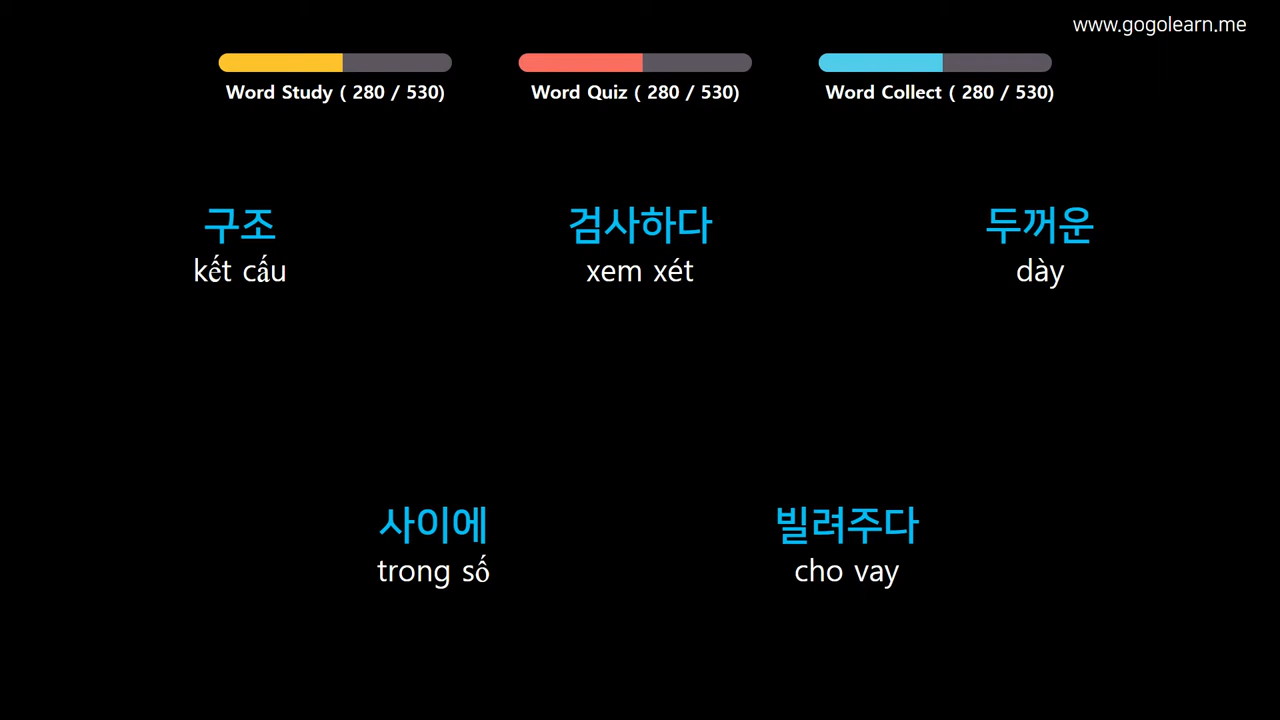 www.gogolearn.me
Word Study ( 280 / 530)
Word Quiz ( 280 / 530)
Word Collect ( 280 / 530)
구조
kết cấu
검사하다
xem xét
두꺼운
dày
사이에
trong số
빌려주다
cho vay